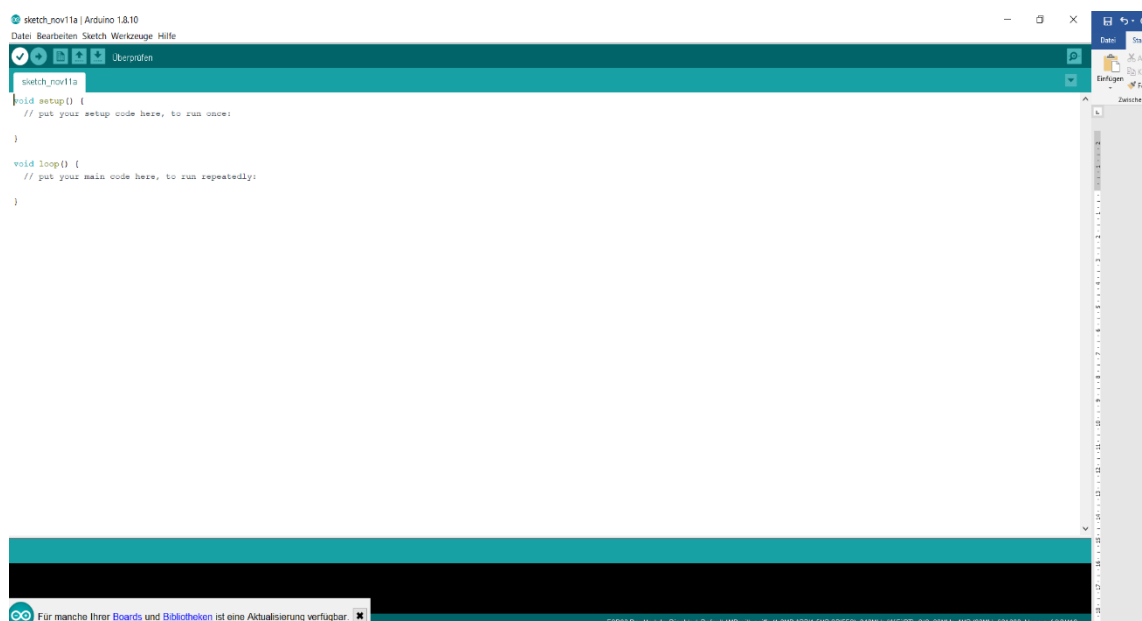 sketch_nov11a | Arduino 1.8.10
Datei Bearbeiten Sketch Werkzeuge Hilfe
Überprüfen
sketch_nov11a
void setup() {
// put your setup code here, to run once:
}
void loop() {
// put your main code here, to run repeatedly:
}
Für manche Ihrer Boards und Bibliotheken ist eine Aktualisierung verfügbar.
Datei
Einfügen